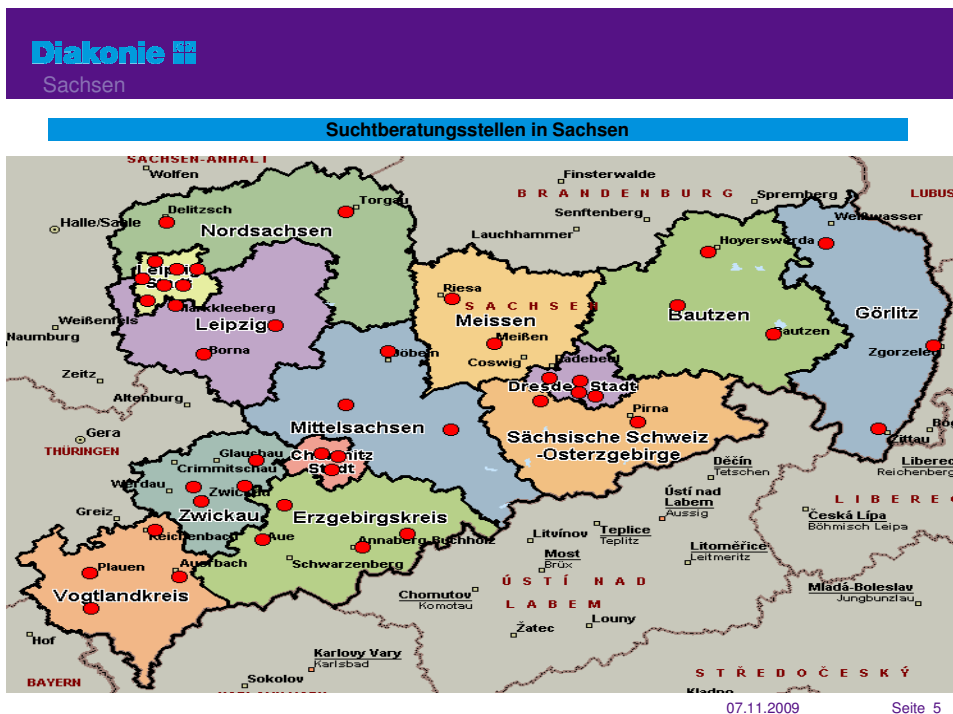 Diakonie
Sachsen
Suchtberatungsstellen in Sachsen
SACHSEN-ANHALT
Wolfen
Finsterwalde
BRANDENBURG
Spremberg
LUBUS
Delitzsch
Torgau
Senftenberg
Weißwasser
Halle/Saale
Nordsachsen
Lauchhammer
Hoyerswerda
Leipzig
Stadt
Riesa
SACHSEN
Markkleeberg
Meissen
Bautzen
Görlitz
Weißenfels
Leipzig
Naumburg
Meißen
Bautzen
Borna
Döbeln
Coswig
Radebeul
Zgorzelec
Zeitz
Dresden Stadt
Altenburg
Pirna
Mittelsachsen
Gera
Sächsische Schweiz
-Osterzgebirge
Zittau
THÜRINGEN
Glauchau
Chemnitz
Stadt
Crimmitschau
Děčín
Tetschen
Liberec
Reichenberg
Werdau
Zwickau
Ústí nad
Labem
Aussig
LIBEREC
Greiz
Zwickau
Erzgebirgskreis
Česká Lípa
Böhmisch Leipa
Reichenbach
Aue
Annaberg-Buchholz
Litvínov
Teplice
Teplitz
Litoměřice
Leitmeritz
Plauen
Auerbach
Schwarzenberg
Most
Brüx
ÚSTÍ NAD
LABEM
Vogtlandkreis
Chomutov
Komotau
Mladá-Boleslav
Jungbunzlau
Žatec
Louny
Hof
Karlovy Vary
Karlsbad
BAYERN
Sokolov
STŘEDOČESKÝ
Kladno
07.11.2009
Seite 5